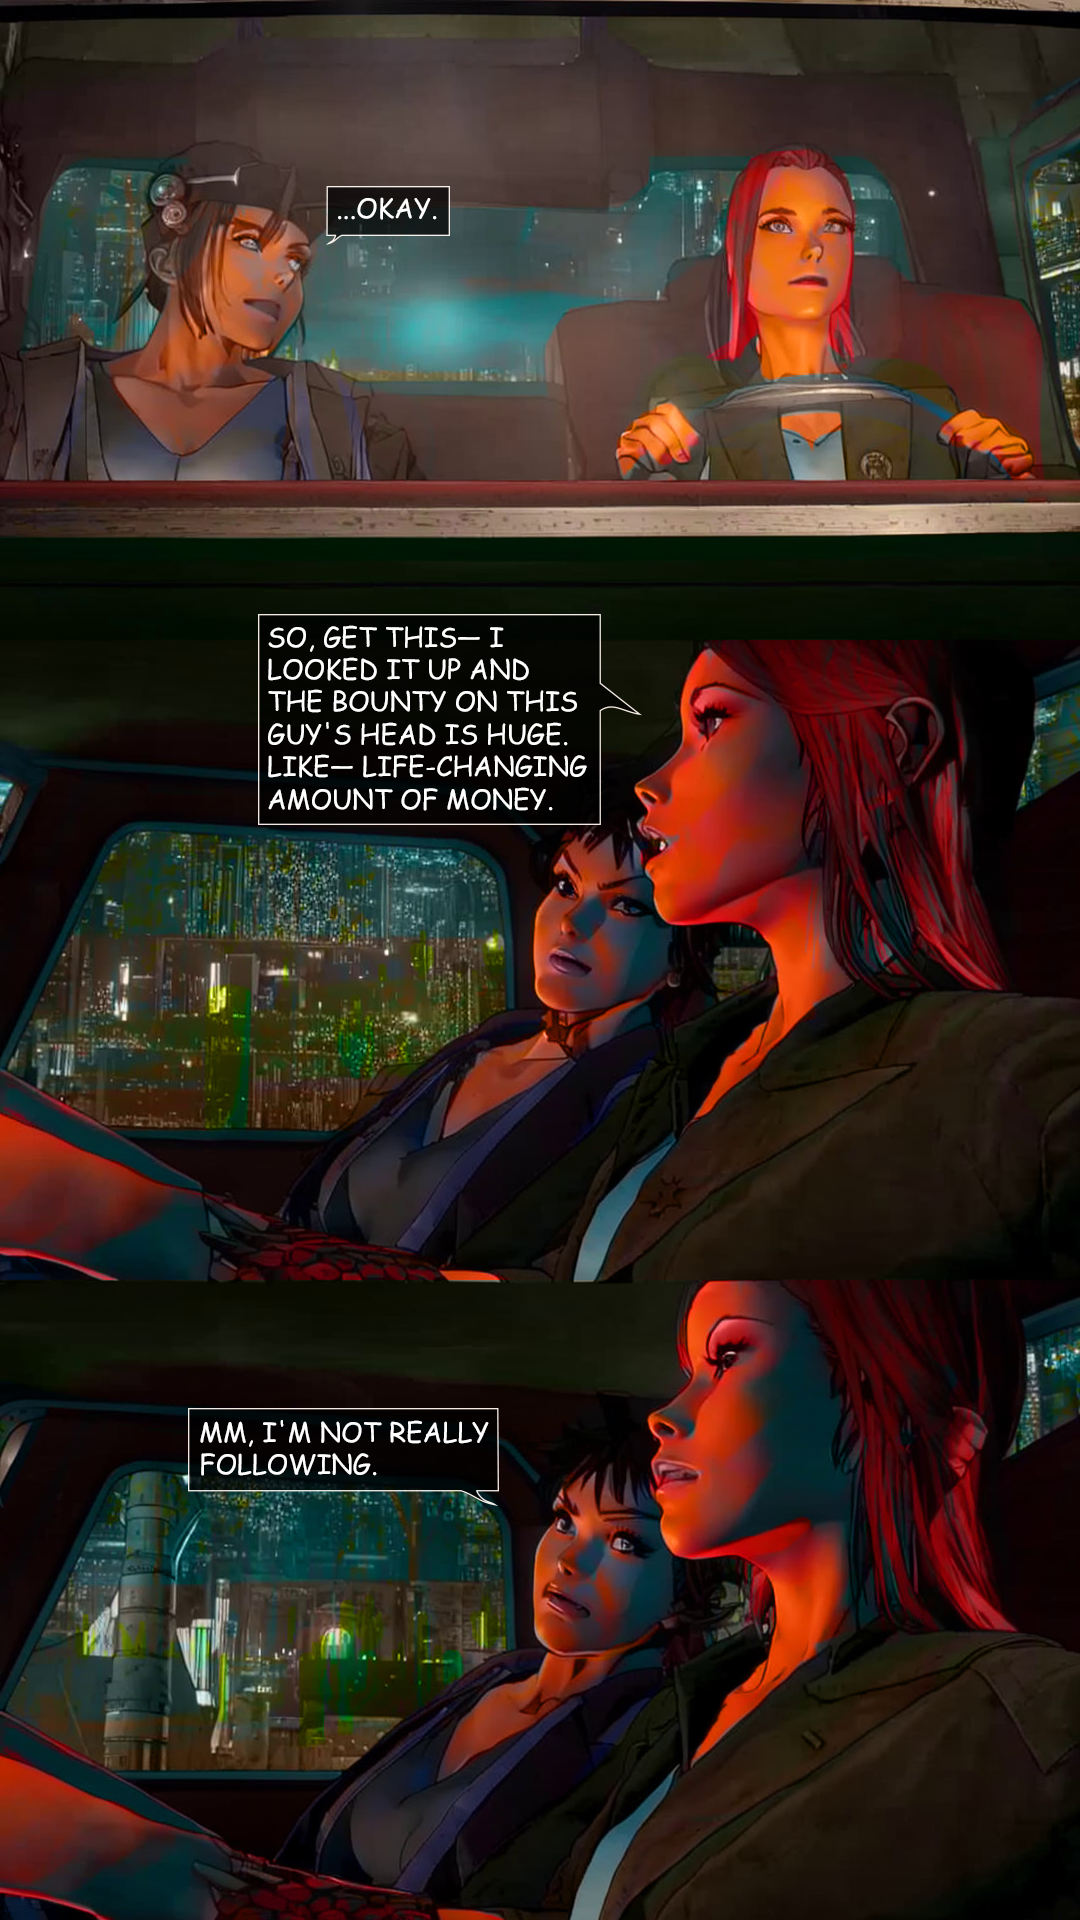 ...OKAY.
SO, GET THIS— I
LOOKED IT UP AND
THE BOUNTY ON THIS
GUY'S HEAD IS HUGE.
LIKE— LIFE-CHANGING
AMOUNT OF MONEY.
MM, I'M NOT REALLY
FOLLOWING.